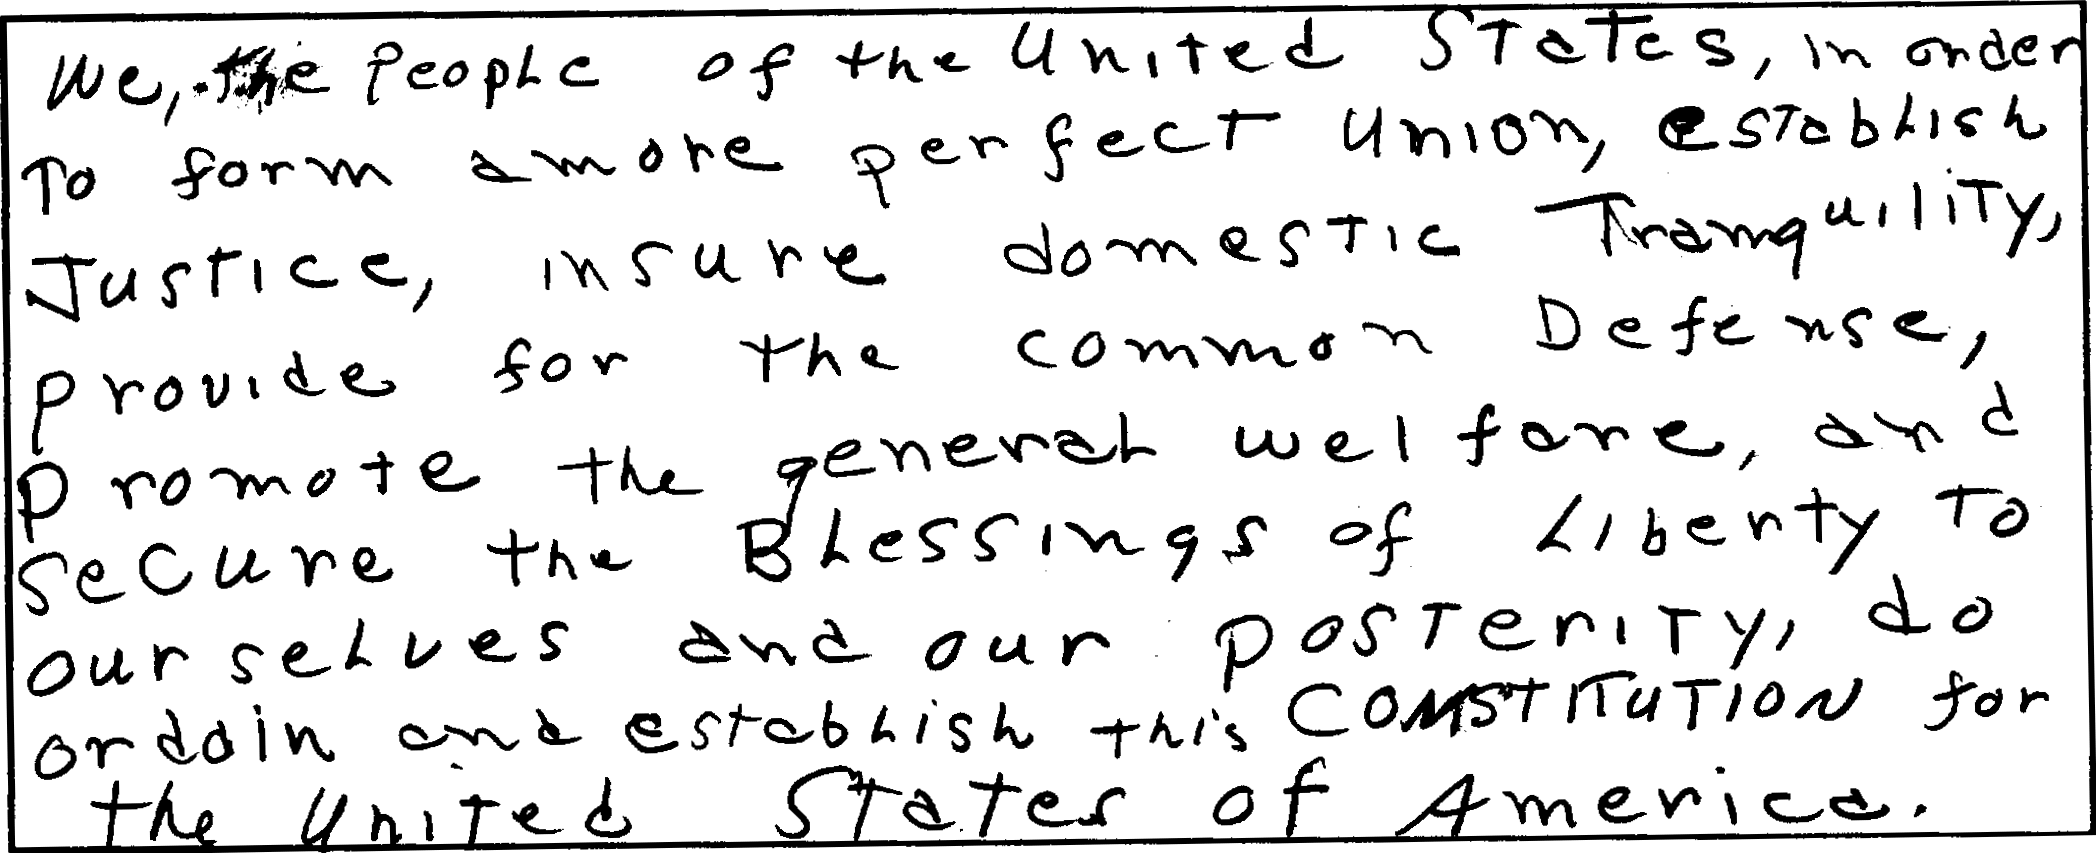 We, the People of the United States, in order
To form a more perfect Union, establish
Justice, insure domestic Tranquility,
provide for the common Defense,
promote the general welfare, and
secure the Blessings of Liberty To
ourselves and our posterity, do
ordain and establish this CONSTITUTION for
the United States of America.